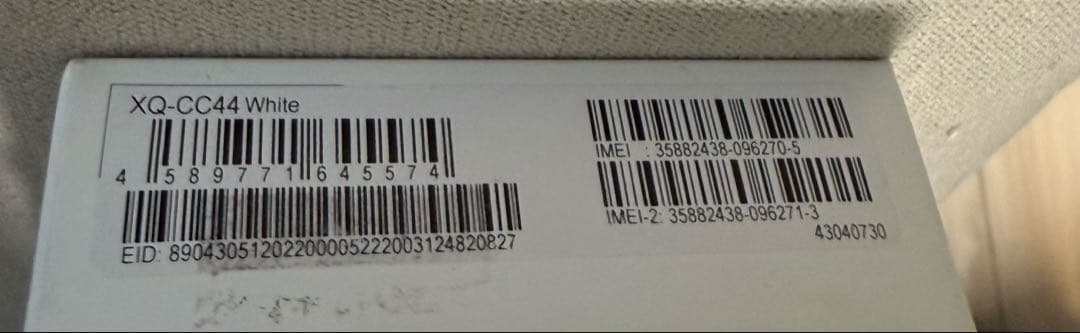 XQ-CC44 White
4 589771 645574
EID: 89043051202200005222003124820827
IMEI : 35882438-096270-5
IMEI-2: 35882438-096271-3
43040730